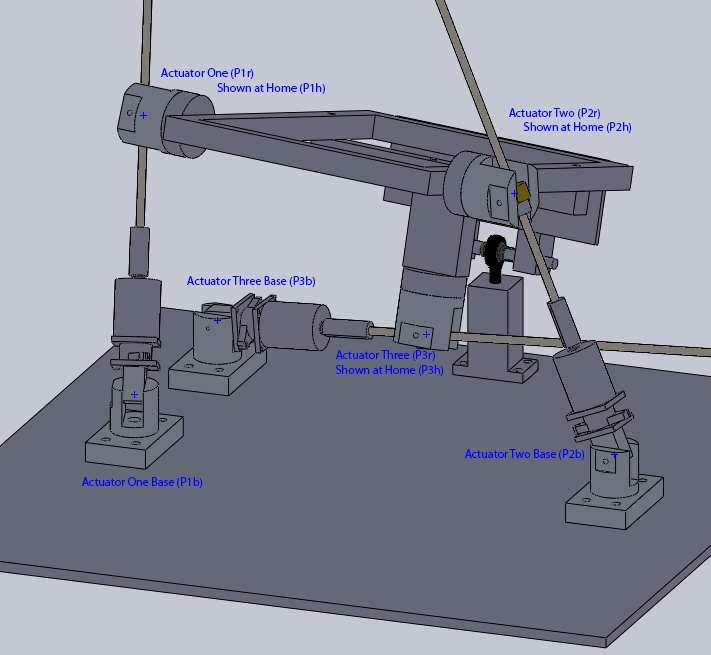 Actuator One (P1r)
Shown at Home (P1h)
Actuator Two (P2r)
Shown at Home (P2h)
Actuator Three Base (P3b)
Actuator Three (P3r)
Shown at Home (P3h)
Actuator Two Base (P2b)
Actuator One Base (P1b)